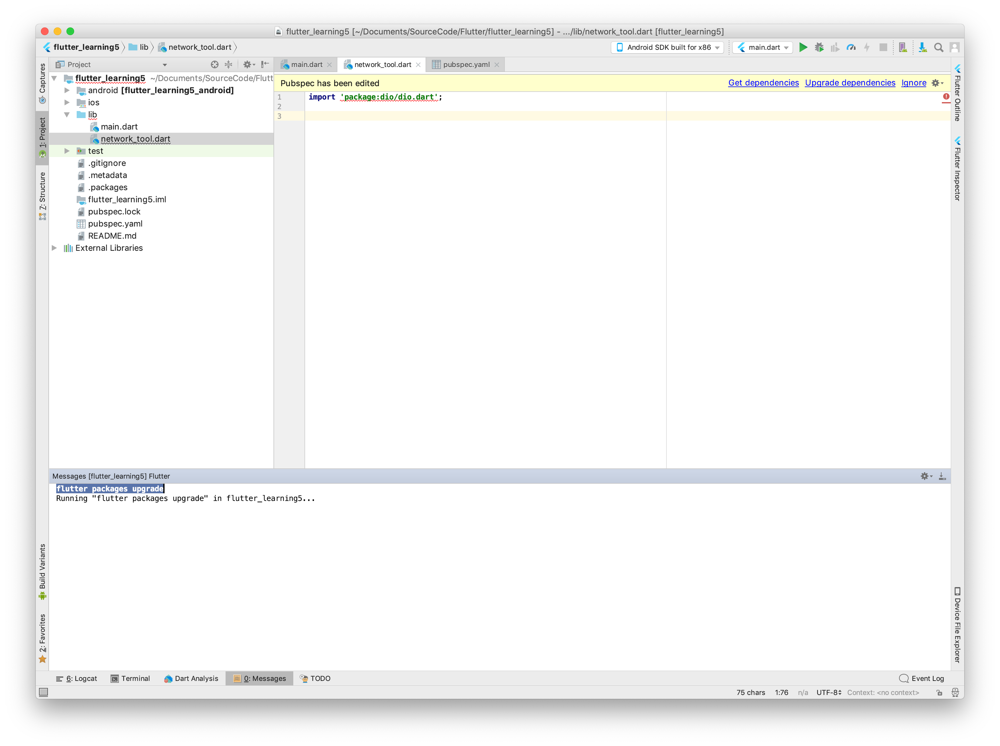 flutter_learning5 [~/Documents/SourceCode/Flutter/flutter_learning5] - .../lib/network_tool.dart [flutter_learning5]
flutter_learning5 lib network_tool.dart Android SDK built for x86 main.dart
Captures
1: Project
7: Structure
Build Variants
2: Favorites
Project
flutter_learning5 ~/Documents/SourceCode/Flutt
android [flutter_learning5_android]
ios
lib
main.dart
network_tool.dart
test
.gitignore
.metadata
.packages
flutter_learning5.iml
pubspec.lock
pubspec.yaml
README.md
External Libraries
main.dart network_tool.dart pubspec.yaml
Pubspec has been edited Get dependencies Upgrade dependencies Ignore
1 import 'package:dio/dio.dart';
2
3
Flutter Outline
Flutter Inspector
Device File Explorer
Messages [flutter_learning5] Flutter
flutter packages upgrade
Running "flutter packages upgrade" in flutter_learning5...
6: Logcat Terminal Dart Analysis 0: Messages TODO Event Log
75 chars 1:76 n/a UTF-8 Context: <no context>